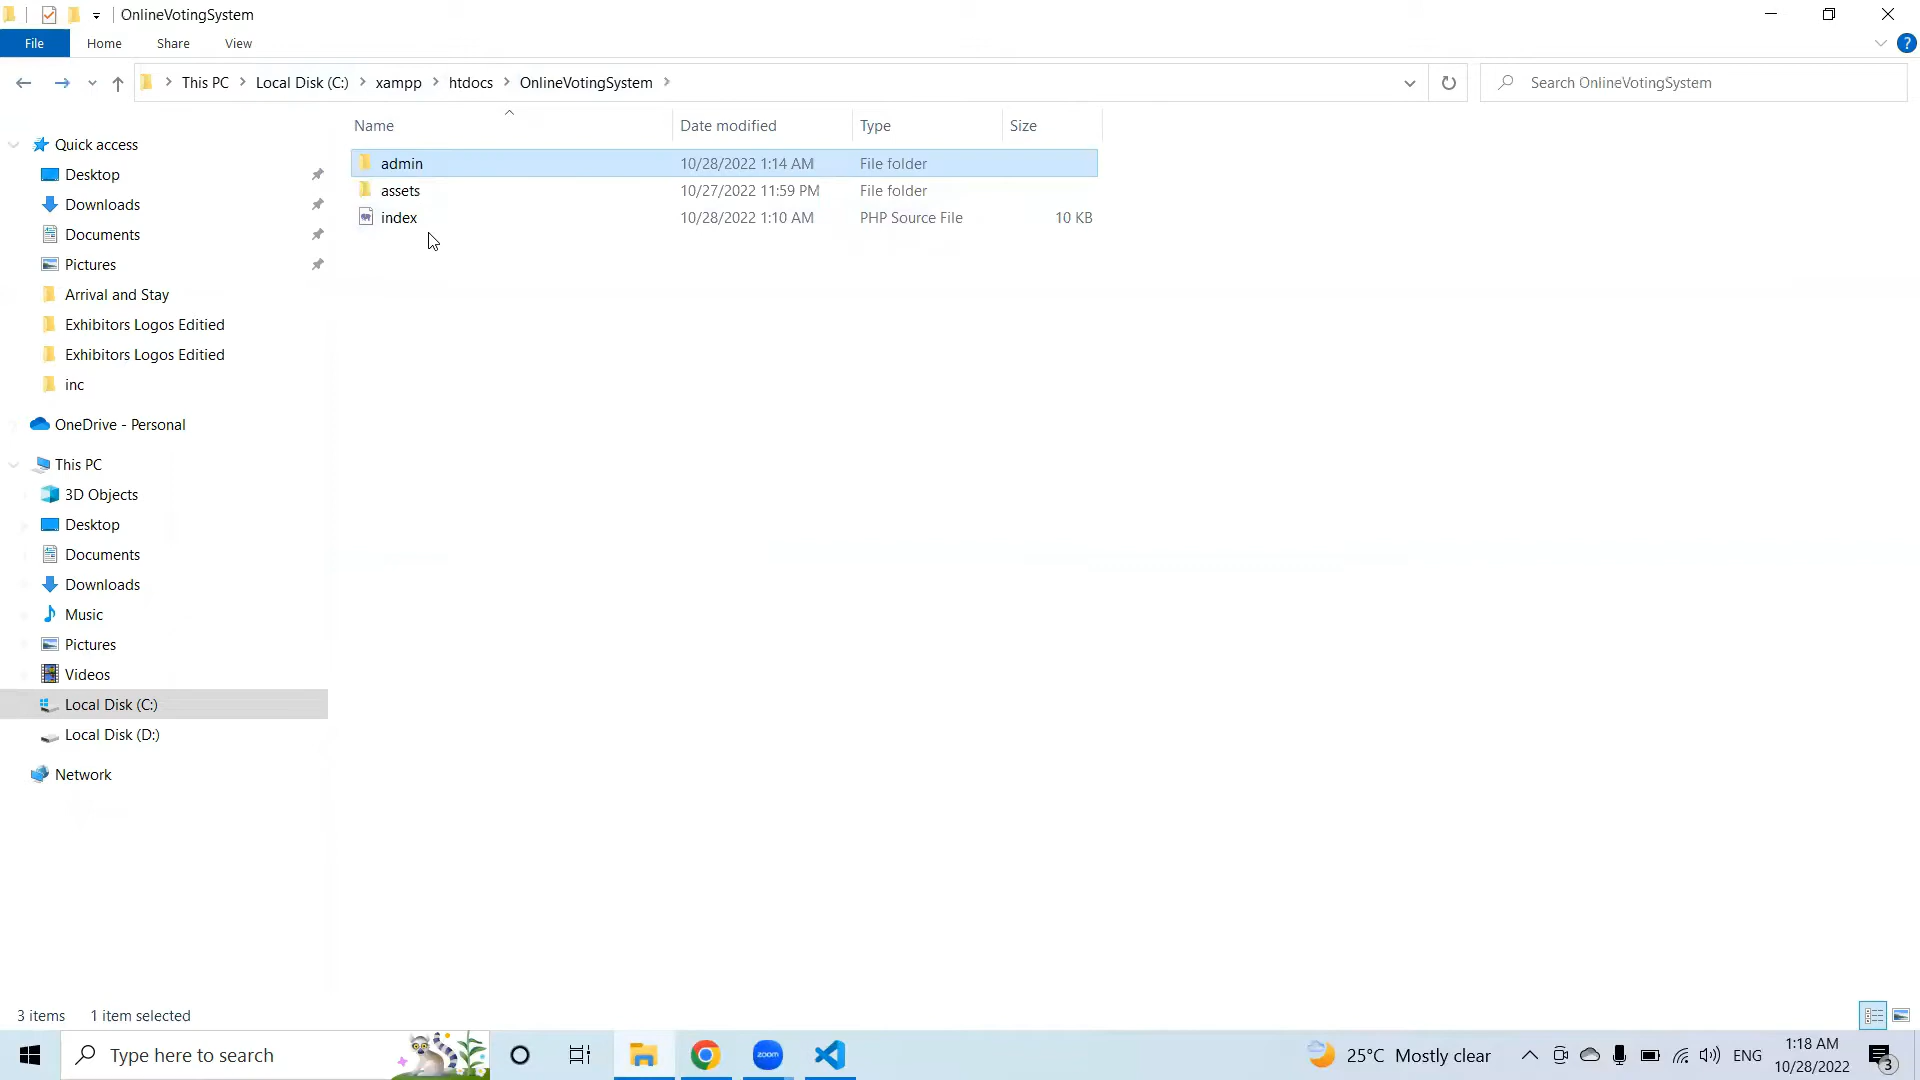 OnlineVotingSystem
File Home Share View
This PC Local Disk (C:) xampp htdocs OnlineVotingSystem
Search OnlineVotingSystem
Name Date modified Type Size
admin 10/28/2022 1:14 AM File folder
assets 10/27/2022 11:59 PM File folder
index 10/28/2022 1:10 AM PHP Source File 10 KB
Quick access
Desktop
Downloads
Documents
Pictures
Arrival and Stay
Exhibitors Logos Editied
Exhibitors Logos Editied
inc
OneDrive - Personal
This PC
3D Objects
Desktop
Documents
Downloads
Music
Pictures
Videos
Local Disk (C:)
Local Disk (D:)
Network
3 items 1 item selected
Type here to search
zoom
25°C Mostly clear
ENG
1:18 AM
10/28/2022
3